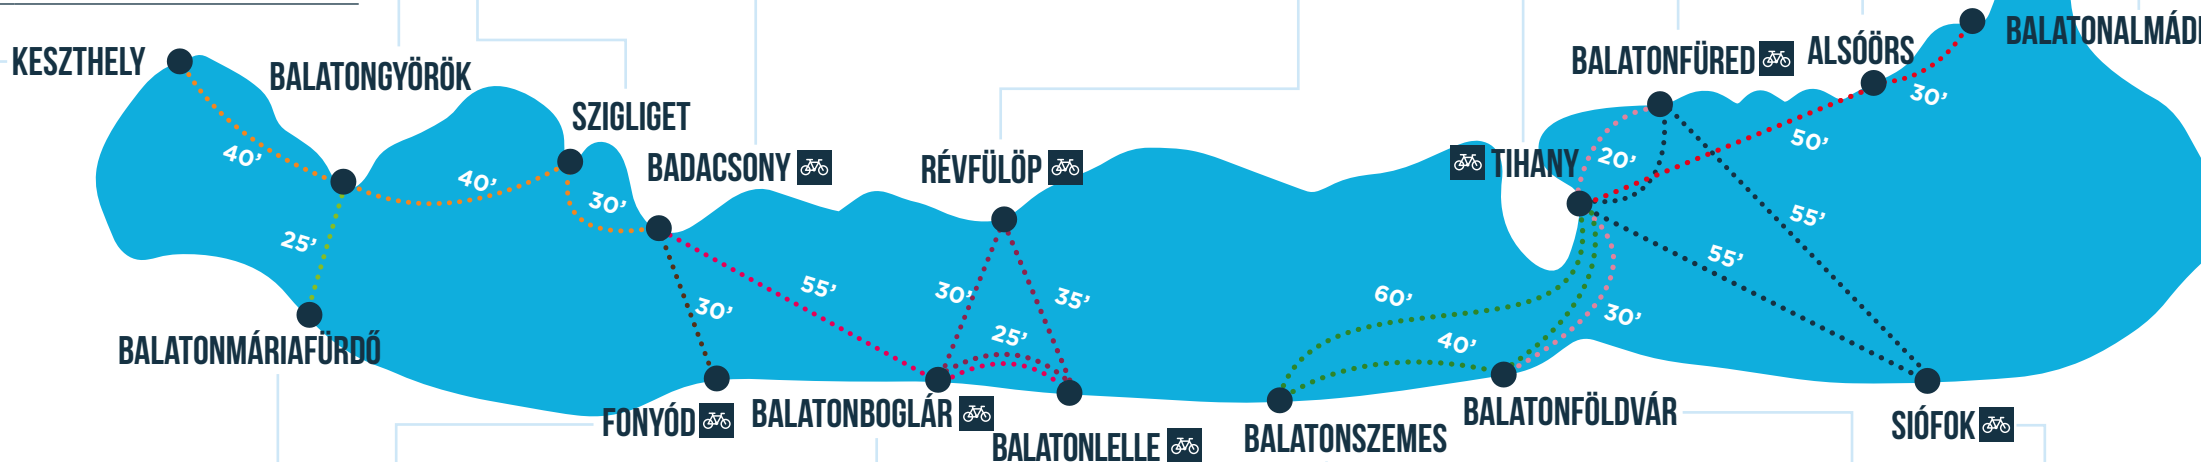 KESZTHELY
BALATONGYÖRÖK
SZIGLIGET
BADACSONY
RÉVFÜLÖP
TIHANY
BALATONFÜRED
ALSÓÖRS
BALATONALMÁDI
40’
40’
30’
25’
30’
55’
30’
35’
25’
60’
40’
30’
20’
50’
30’
55’
55’
BALATONMÁRIAFÜRDŐ
FONYÓD
BALATONBOGLÁR
BALATONLELLE
BALATONSZEMES
BALATONFÖLDVÁR
SIÓFOK